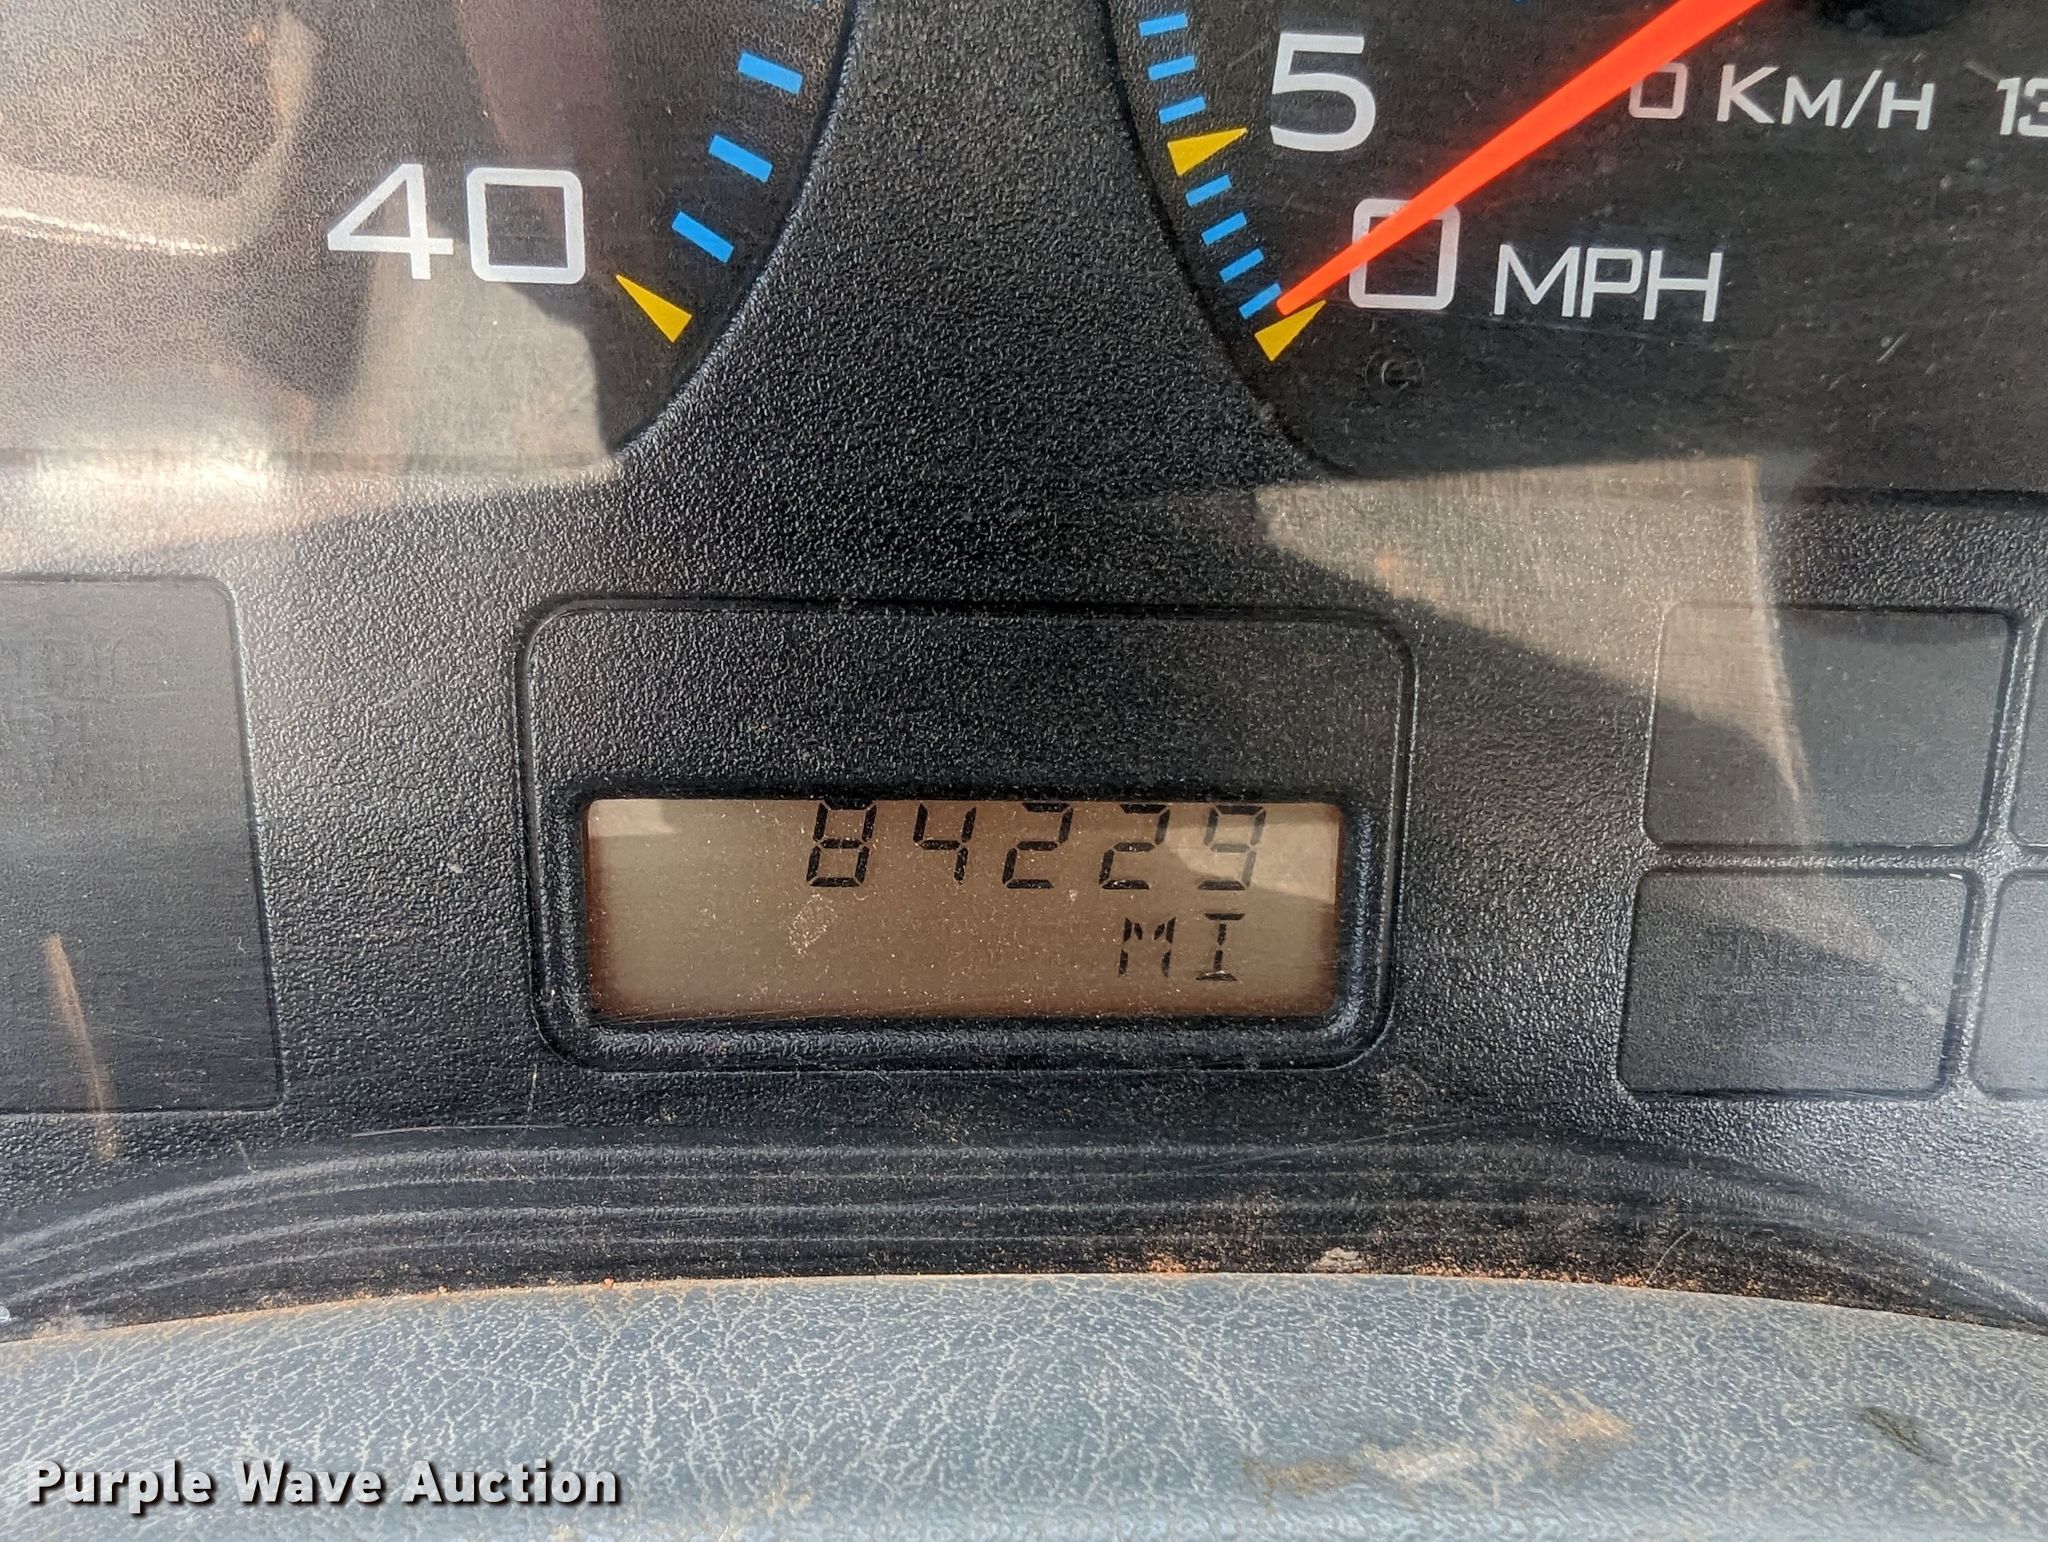 40
5
0 KM/H 13
0 MPH
84229
MI
Purple Wave Auction